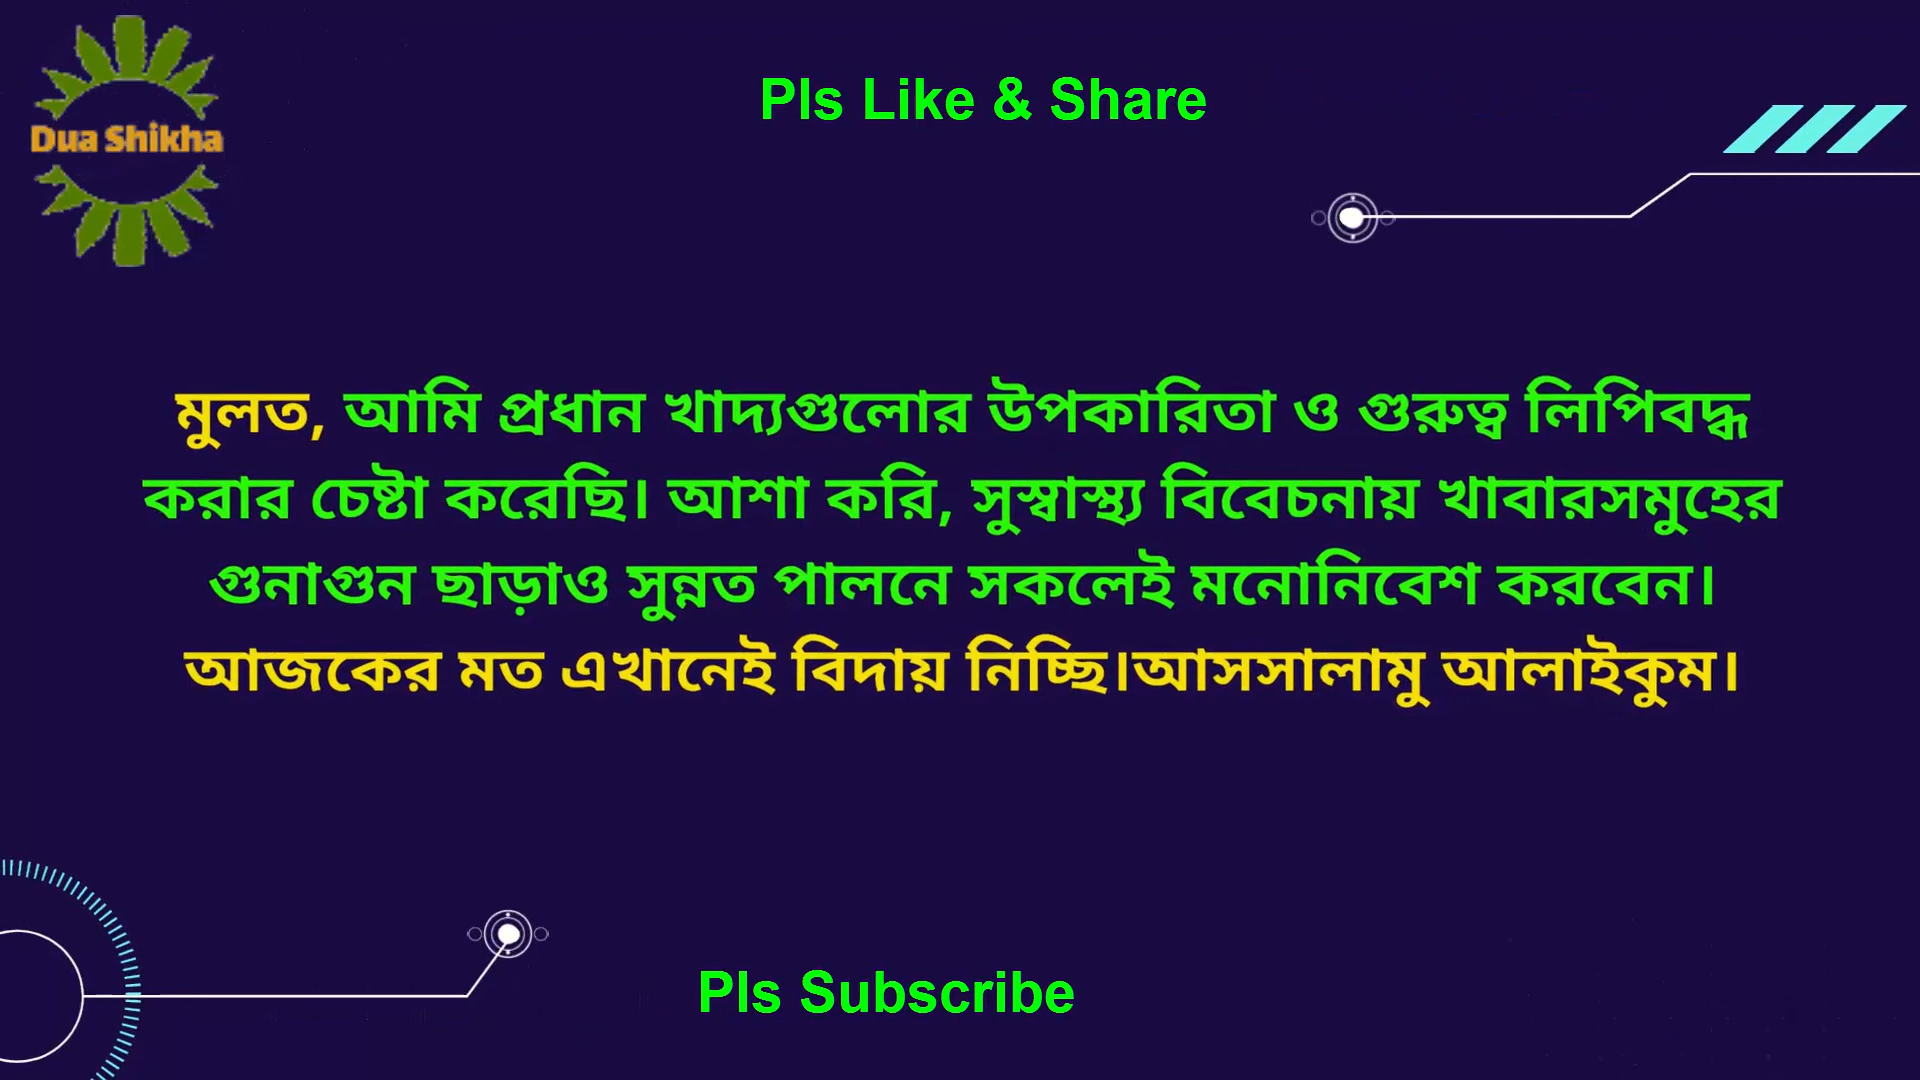 Dua Shikha
Pls Like & Share
মুলত, আমি প্রধান খাদ্যগুলোর উপকারিতা ও গুরুত্ব লিপিবদ্ধ
করার চেষ্টা করেছি। আশা করি, সুস্বাস্থ্য বিবেচনায় খাবারসমুহের
গুনাগুন ছাড়াও সুন্নত পালনে সকলেই মনোনিবেশ করবেন।
আজকের মত এখানেই বিদায় নিচ্ছি।আসসালামু আলাইকুম।
Pls Subscribe